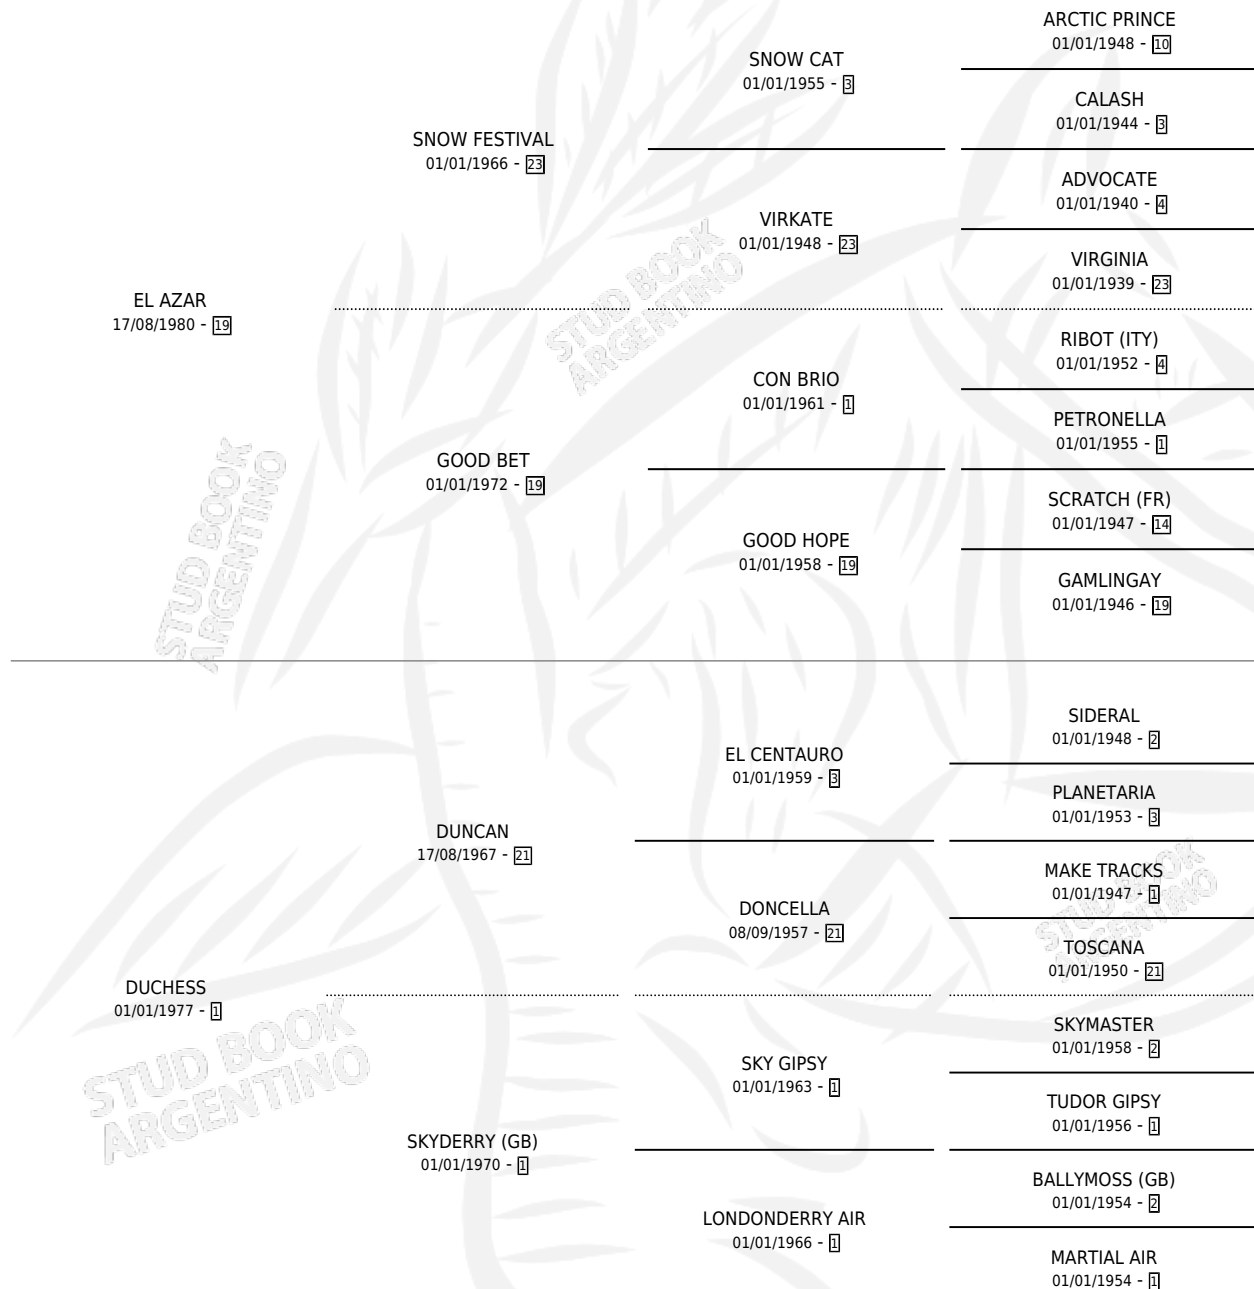 ARCTIC PRINCE
01/01/1948 - 10
SNOW CAT
01/01/1955 - 3
CALASH
01/01/1944 - 3
SNOW FESTIVAL
01/01/1966 - 23
ADVOCATE
01/01/1940 - 4
VIRKATE
01/01/1948 - 23
VIRGINIA
01/01/1939 - 23
EL AZAR
17/08/1980 - 19
RIBOT (ITY)
01/01/1952 - 4
CON BRIO
01/01/1961 - 1
PETRONELLA
01/01/1955 - 1
GOOD BET
01/01/1972 - 19
SCRATCH (FR)
01/01/1947 - 14
GOOD HOPE
01/01/1958 - 19
GAMLINGAY
01/01/1946 - 19
SIDERAL
01/01/1948 - 2
EL CENTAURO
01/01/1959 - 3
PLANETARIA
01/01/1953 - 3
DUNCAN
17/08/1967 - 21
MAKE TRACKS
01/01/1947 - 1
DONCELLA
08/09/1957 - 21
TOSCANA
01/01/1950 - 21
DUCHESS
01/01/1977 - 1
SKYMASTER
01/01/1958 - 2
SKY GIPSY
01/01/1963 - 1
TUDOR GIPSY
01/01/1956 - 1
SKYDERRY (GB)
01/01/1970 - 1
BALLYMOSS (GB)
01/01/1954 - 2
LONDONDERRY AIR
01/01/1966 - 1
MARTIAL AIR
01/01/1954 - 1
STUD BOOK
ARGENTINO
STUD BOOK
ARGENTINO
STUD BOOK
ARGENTINO
STUD BOOK
ARGENTINO